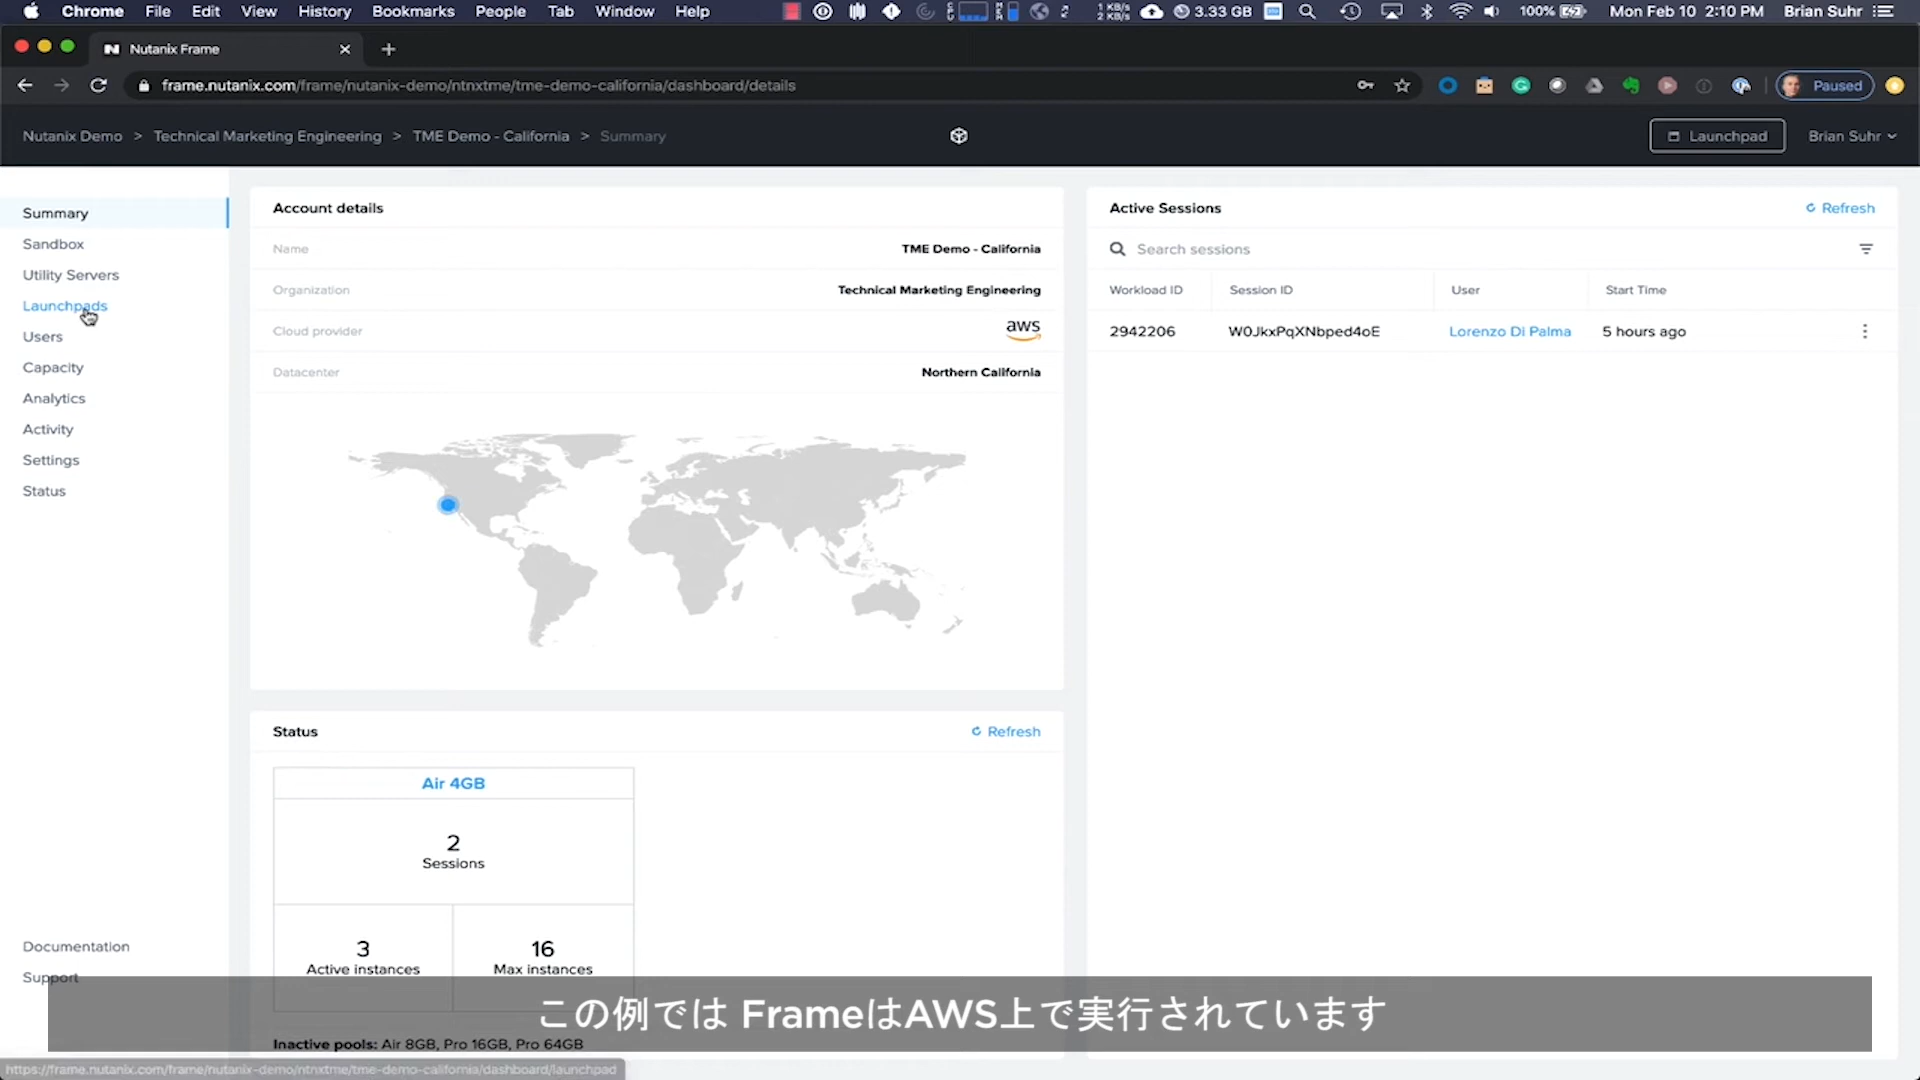 Chrome File Edit View History Bookmarks People Tab Window Help 1 KB/s 2 KB/s 3.33 GB 100% Mon Feb 10 2:10 PM Brian Suhr
Nutanix Frame
frame.nutanix.com/frame/nutanix-demo/ntnxtme/tme-demo-california/dashboard/details Paused
Nutanix Demo > Technical Marketing Engineering > TME Demo - California > Summary Launchpad Brian Suhr
Summary
Sandbox
Utility Servers
Launchpads
Users
Capacity
Analytics
Activity
Settings
Status
Documentation
Support
Account details
Name TME Demo - California
Organization Technical Marketing Engineering
Cloud provider aws
Datacenter Northern California
Status Refresh
Air 4GB
2
Sessions
3 16
Active instances Max instances
Inactive pools: Air 8GB, Pro 16GB, Pro 64GB
Active Sessions Refresh
Search sessions
Workload ID Session ID User Start Time
2942206 W0JkxPqXNbped4oE Lorenzo Di Palma 5 hours ago
この例では FrameはAWS上で実行されています
https://frame.nutanix.com/frame/nutanix-demo/ntnxtme/tme-demo-california/dashboard/launchpad